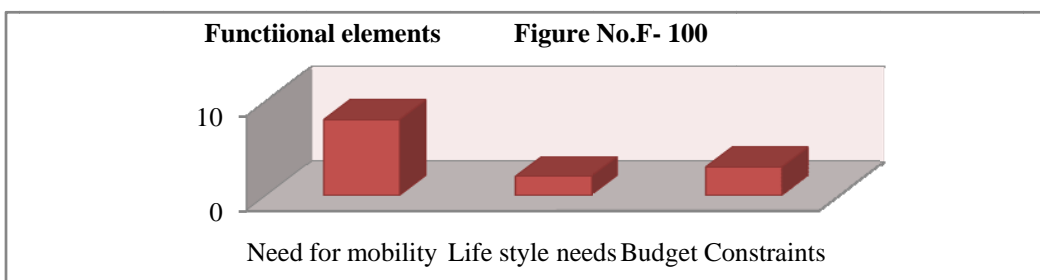 Functiional elements Figure No.F- 100
10
0
Need for mobility Life style needs Budget Constraints